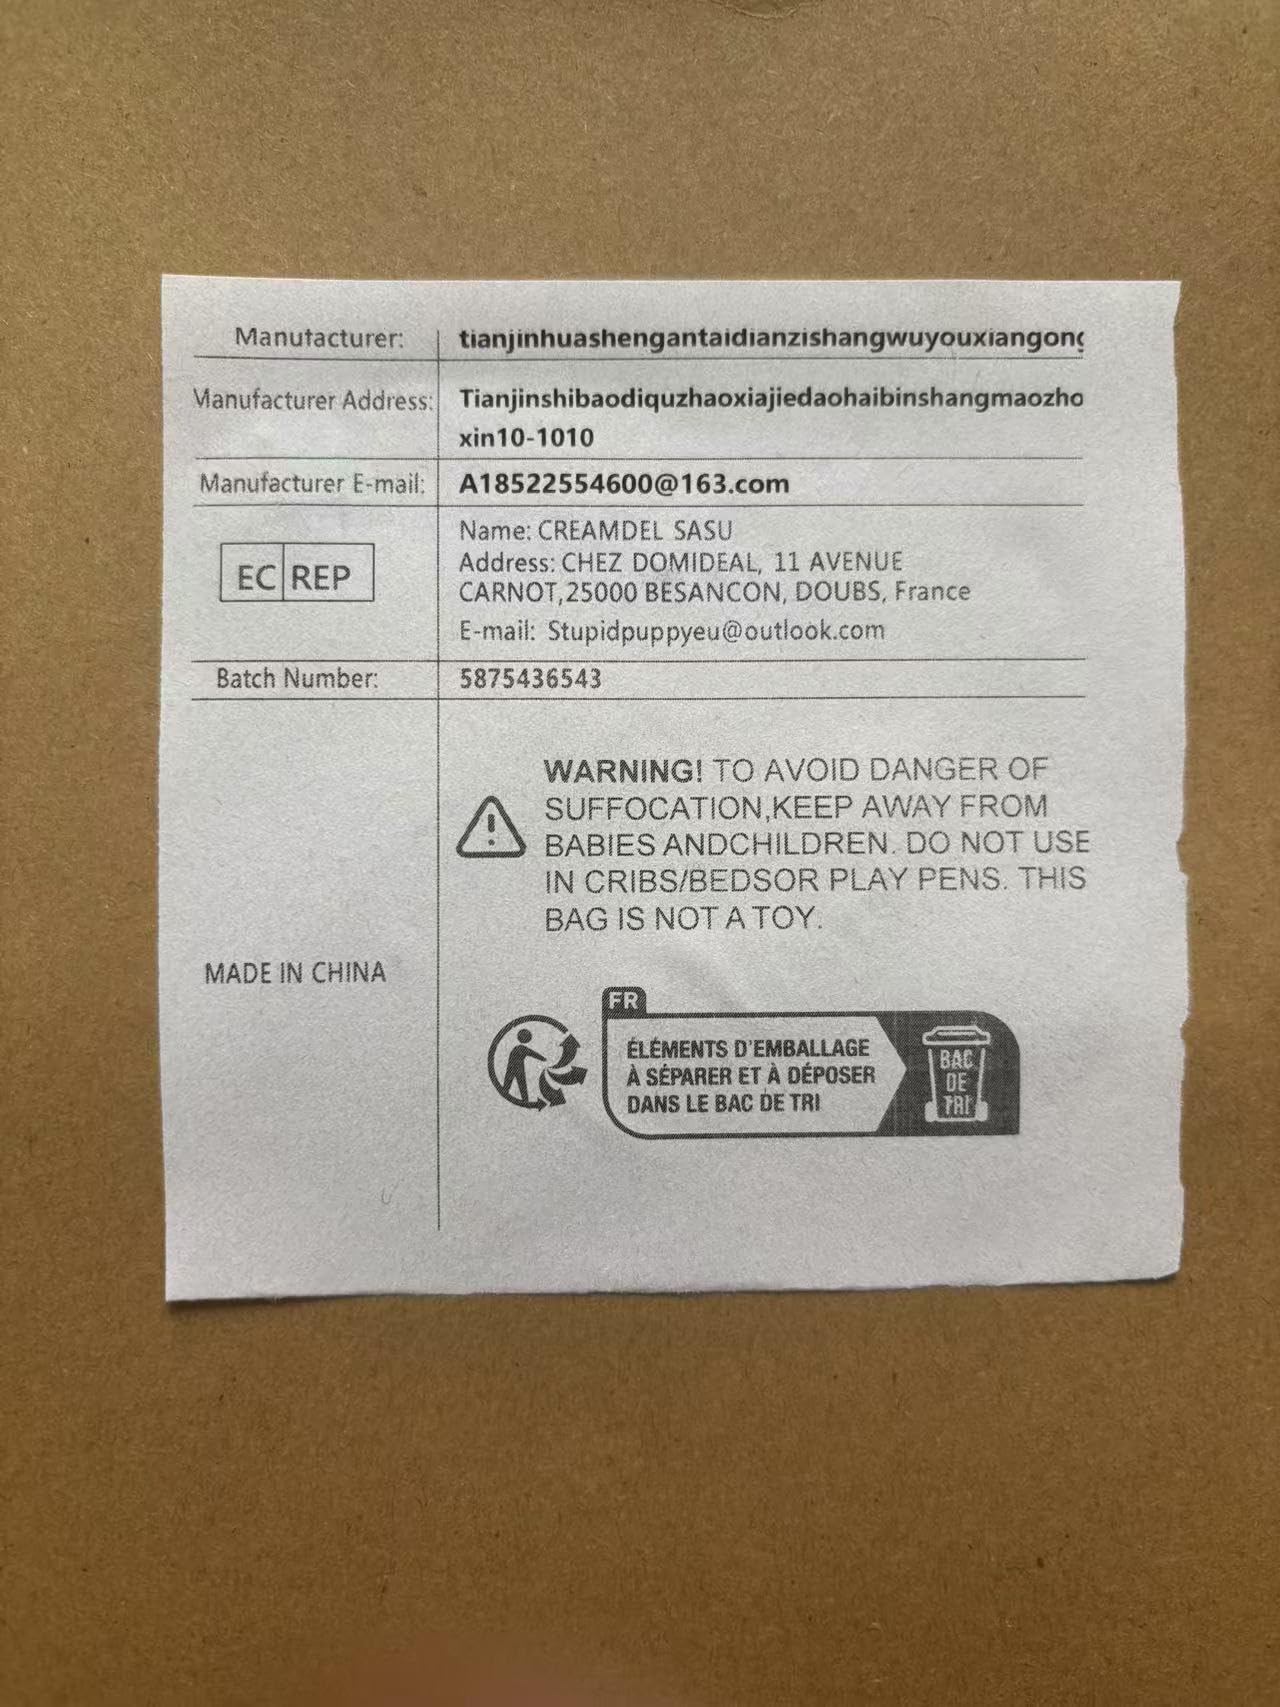 Manufacturer: tianjinhuashengantaidianzishangwuyouxiangong
Manufacturer Address: Tianjinshibaodiquzhaoxiajiedaohaibinshangmaozho
xin10-1010
Manufacturer E-mail: A18522554600@163.com
EC REP
Name: CREAMDEL SASU
Address: CHEZ DOMIDEAL, 11 AVENUE
CARNOT,25000 BESANCON, DOUBS, France
E-mail: Stupidpuppyeu@outlook.com
Batch Number: 5875436543
MADE IN CHINA
WARNING! TO AVOID DANGER OF
SUFFOCATION,KEEP AWAY FROM
BABIES ANDCHILDREN. DO NOT USE
IN CRIBS/BEDSOR PLAY PENS. THIS
BAG IS NOT A TOY.
FR
ÉLÉMENTS D'EMBALLAGE
À SÉPARER ET À DÉPOSER
DANS LE BAC DE TRI
BAC
DE
TRI